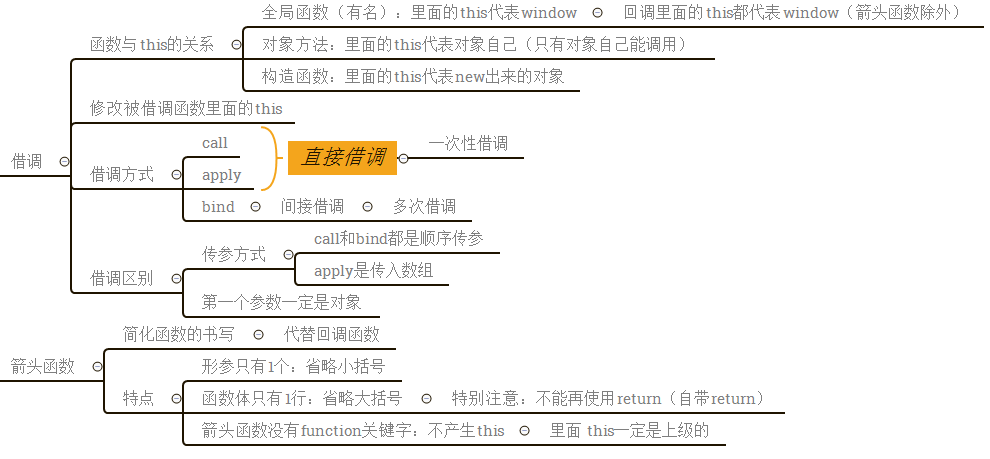 全局函数（有名）：里面的this代表window
回调里面的this都代表window（箭头函数除外）
函数与 this的关系
对象方法：里面的this代表对象自己（只有对象自己能调用）
构造函数：里面的this代表new出来的对象
修改被借调函数里面的this
借调
借调方式
call
apply
直接借调
一次性借调
bind
间接借调
多次借调
借调区别
传参方式
call和bind都是顺序传参
apply是传入数组
第一个参数一定是对象
箭头函数
简化函数的书写
代替回调函数
特点
形参只有1个：省略小括号
函数体只有1行：省略大括号
特别注意：不能再使用return（自带return）
箭头函数没有function关键字：不产生this
里面 this一定是上级的